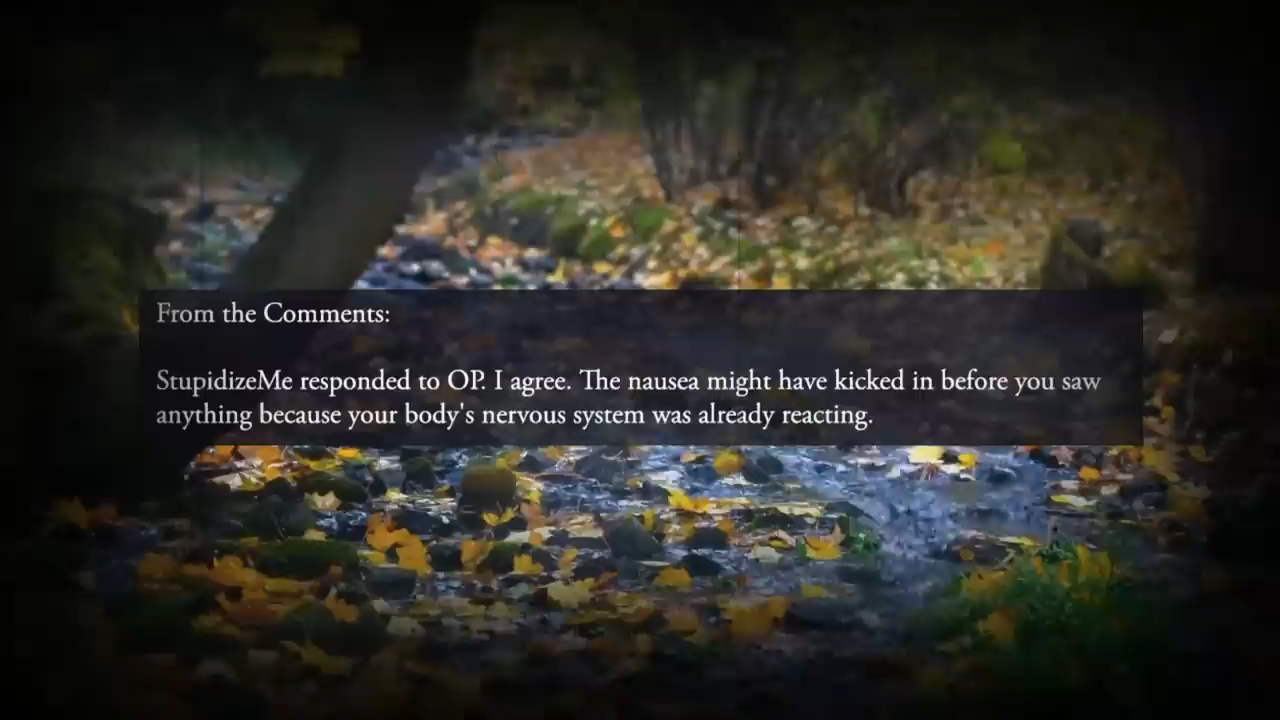 From the Comments:
StupidizeMe responded to OP. I agree. The nausea might have kicked in before you saw
anything because your body's nervous system was already reacting.